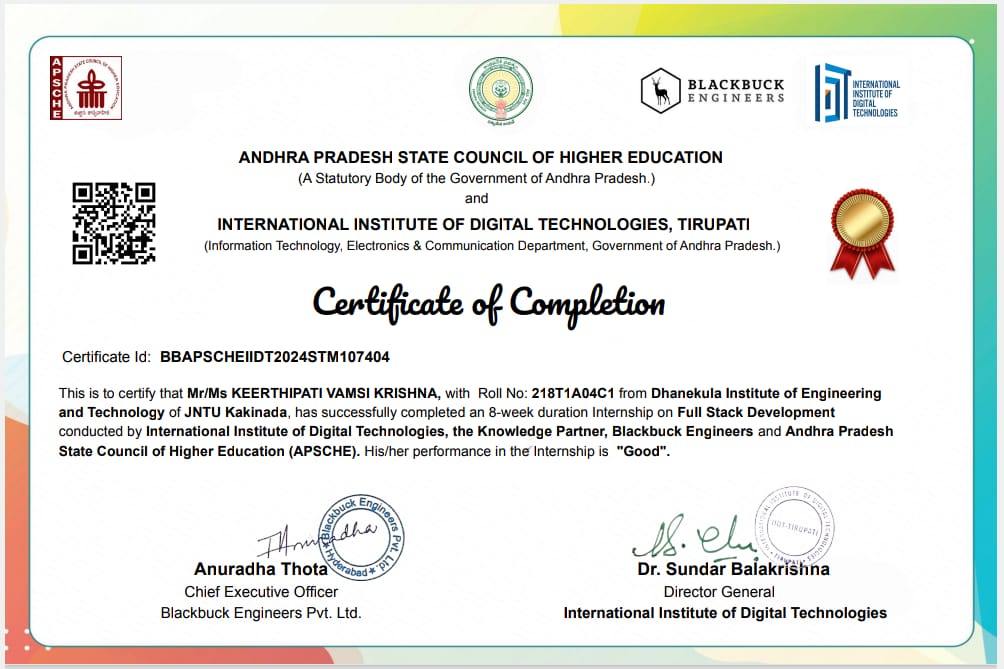 APSCHE
BLACKBUCK
ENGINEERS
INTERNATIONAL
INSTITUTE OF
DIGITAL
TECHNOLOGIES
ANDHRA PRADESH STATE COUNCIL OF HIGHER EDUCATION
(A Statutory Body of the Government of Andhra Pradesh.)
and
INTERNATIONAL INSTITUTE OF DIGITAL TECHNOLOGIES, TIRUPATI
(Information Technology, Electronics & Communication Department, Government of Andhra Pradesh.)
Certificate of Completion
Certificate Id: BBAPSCHEIIDT2024STM107404
This is to certify that Mr/Ms KEERTHIPATI VAMSI KRISHNA, with Roll No: 218T1A04C1 from Dhanekula Institute of Engineering
and Technology of JNTU Kakinada, has successfully completed an 8-week duration Internship on Full Stack Development
conducted by International Institute of Digital Technologies, the Knowledge Partner, Blackbuck Engineers and Andhra Pradesh
State Council of Higher Education (APSCHE). His/her performance in the Internship is "Good".
Blackbuck Engineers Pvt. Ltd
Hyderabad
IIDT-TIRUPATI
Anuradha Thota
Chief Executive Officer
Blackbuck Engineers Pvt. Ltd.
Dr. Sundar Balakrishna
Director General
International Institute of Digital Technologies